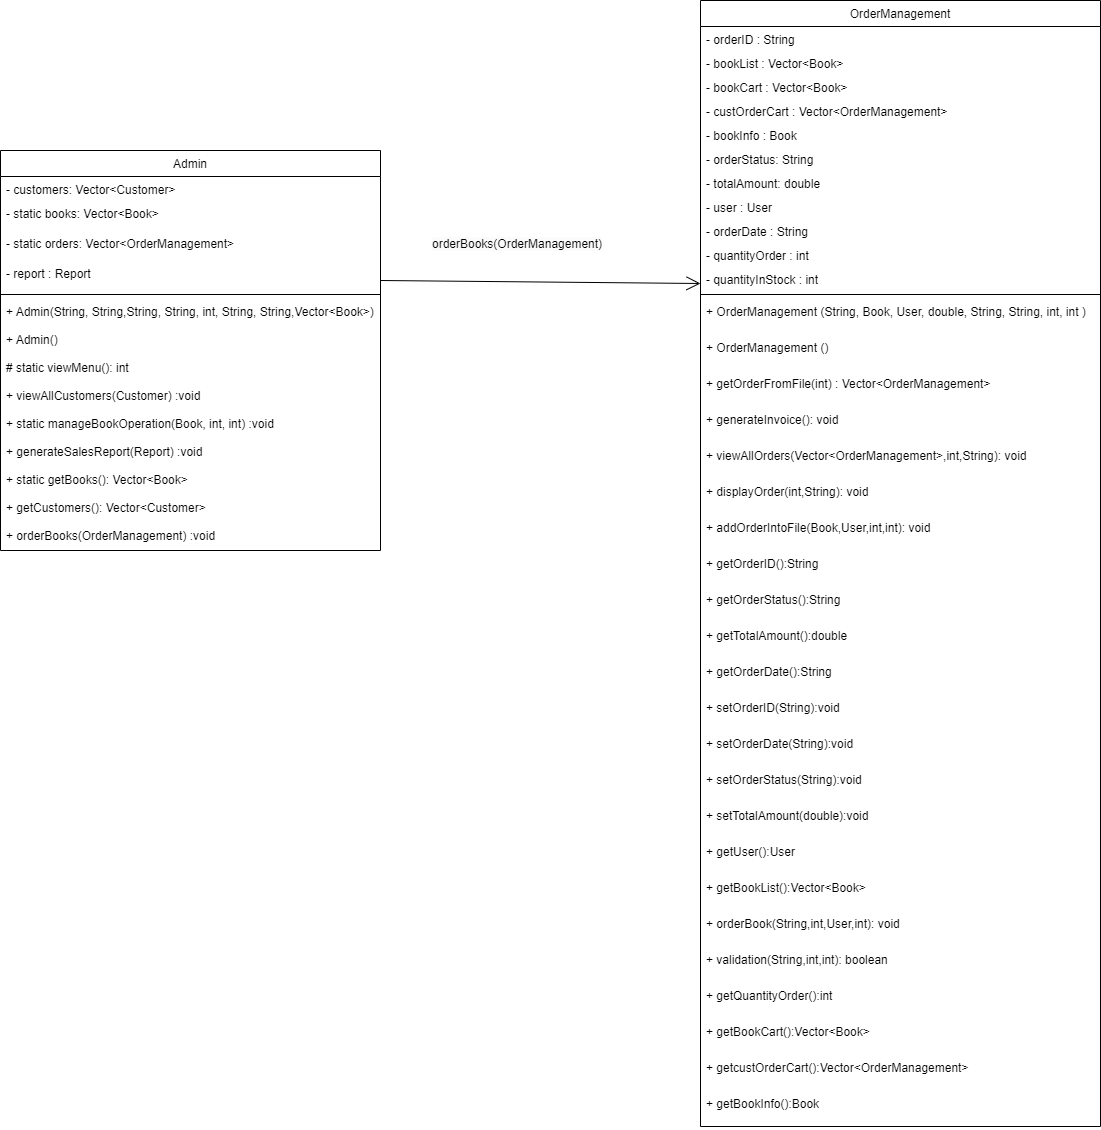 Admin
- customers: Vector<Customer>
- static books: Vector<Book>
- static orders: Vector<OrderManagement>
- report : Report
+ Admin(String, String,String, String, int, String, String,Vector<Book>)
+ Admin()
# static viewMenu(): int
+ viewAllCustomers(Customer) :void
+ static manageBookOperation(Book, int, int) :void
+ generateSalesReport(Report) :void
+ static getBooks(): Vector<Book>
+ getCustomers(): Vector<Customer>
+ orderBooks(OrderManagement) :void
orderBooks(OrderManagement)
OrderManagement
- orderID : String
- bookList : Vector<Book>
- bookCart : Vector<Book>
- custOrderCart : Vector<OrderManagement>
- bookInfo : Book
- orderStatus: String
- totalAmount: double
- user : User
- orderDate : String
- quantityOrder : int
- quantityInStock : int
+ OrderManagement (String, Book, User, double, String, String, int, int )
+ OrderManagement ()
+ getOrderFromFile(int) : Vector<OrderManagement>
+ generateInvoice(): void
+ viewAllOrders(Vector<OrderManagement>,int,String): void
+ displayOrder(int,String): void
+ addOrderIntoFile(Book,User,int,int): void
+ getOrderID():String
+ getOrderStatus():String
+ getTotalAmount():double
+ getOrderDate():String
+ setOrderID(String):void
+ setOrderDate(String):void
+ setOrderStatus(String):void
+ setTotalAmount(double):void
+ getUser():User
+ getBookList():Vector<Book>
+ orderBook(String,int,User,int): void
+ validation(String,int,int): boolean
+ getQuantityOrder():int
+ getBookCart():Vector<Book>
+ getcustOrderCart():Vector<OrderManagement>
+ getBookInfo():Book